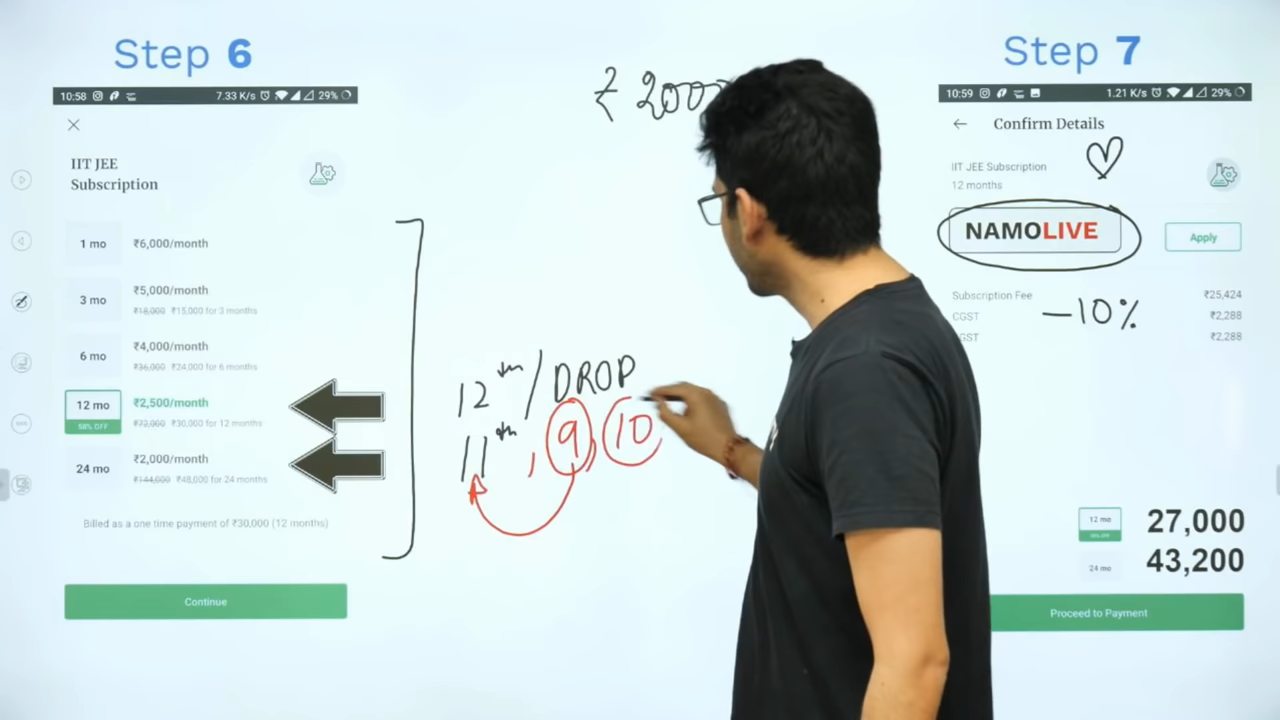 Step 6
10:58 7.33 K/s 29%
IIT JEE
Subscription
1 mo ₹6,000/month
3 mo ₹5,000/month
₹18,000 ₹15,000 for 3 months
6 mo ₹4,000/month
₹36,000 ₹24,000 for 6 months
12 mo ₹2,500/month
58% OFF ₹72,000 ₹30,000 for 12 months
24 mo ₹2,000/month
₹144,000 ₹48,000 for 24 months
Billed as a one time payment of ₹30,000 (12 months)
Continue
₹2000
12th / DROP
11th , 9, 10
Step 7
10:59 1.21 K/s 29%
Confirm Details
IIT JEE Subscription
12 months
NAMOLIVE
Apply
Subscription Fee ₹25,424
-10%
CGST ₹2,288
GST ₹2,288
12 mo 27,000
24 mo 43,200
Proceed to Payment